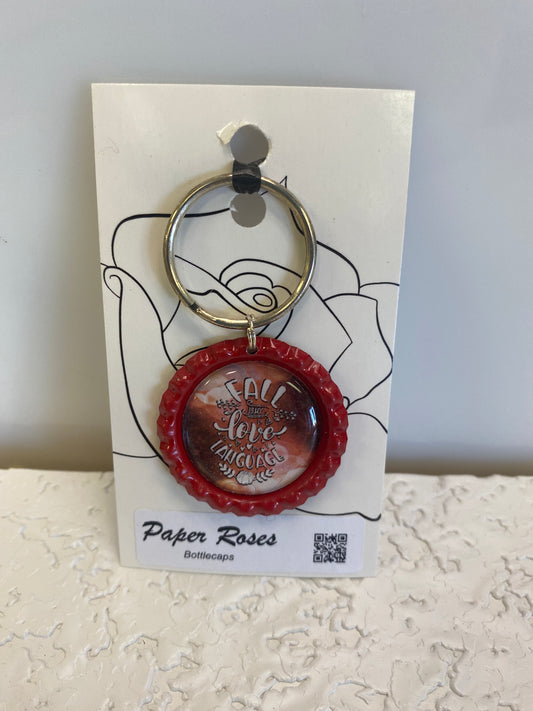 FALL
love
LANGUAGE
Paper Roses
Bottlecaps